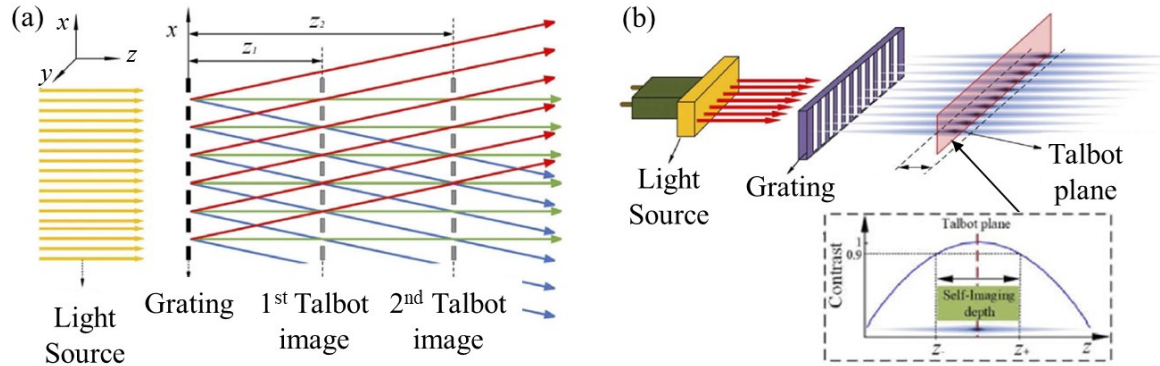 (a)
x
z
y
x
z₂
z₁
Light
Source
Grating
1st Talbot
image
2nd Talbot
image
(b)
Light
Source
Grating
Talbot
plane
Talbot plane
Contrast
1
0.9
Self-Imaging
depth
z-
z+
z